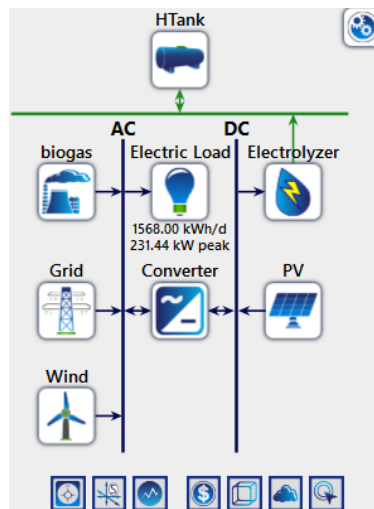 HTank
AC DC
biogas Electric Load Electrolyzer
1568.00 kWh/d
231.44 kW peak
Grid Converter PV
Wind